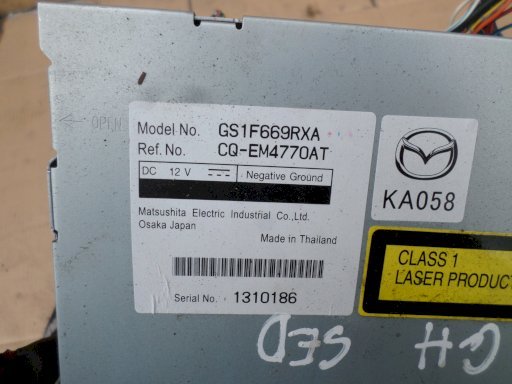 OPEN
Model No. GS1F669RXA
Ref. No. CQ-EM4770AT
DC 12 V Negative Ground
Matsushita Electric Industrial Co.,Ltd.
Osaka Japan
Made in Thailand
Serial No. 1310186
KA058
CLASS 1
LASER PRODUCT
GH SED